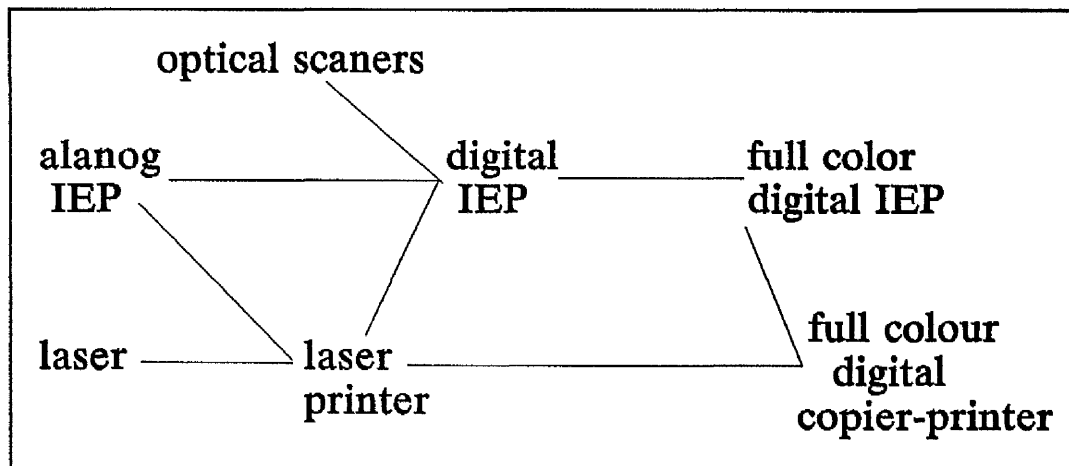 optical scaners
alanog
IEP
digital
IEP
full color
digital IEP
laser
laser
printer
full colour
digital
copier-printer